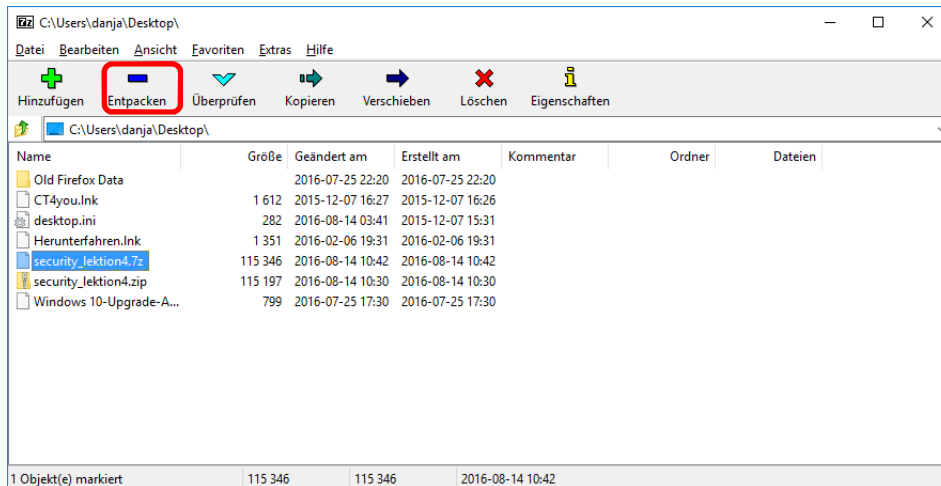 7z C:\Users\danja\Desktop\
Datei Bearbeiten Ansicht Favoriten Extras Hilfe
Hinzufügen Entpacken Überprüfen Kopieren Verschieben Löschen Eigenschaften
C:\Users\danja\Desktop\
Name Größe Geändert am Erstellt am Kommentar Ordner Dateien
Old Firefox Data 2016-07-25 22:20 2016-07-25 22:20
CT4you.lnk 1 612 2015-12-07 16:27 2015-12-07 16:26
desktop.ini 282 2016-08-14 03:41 2015-12-07 15:31
Herunterfahren.lnk 1 351 2016-02-06 19:31 2016-02-06 19:31
security_lektion4.7z 115 346 2016-08-14 10:42 2016-08-14 10:42
security_lektion4.zip 115 197 2016-08-14 10:30 2016-08-14 10:30
Windows 10-Upgrade-A... 799 2016-07-25 17:30 2016-07-25 17:30
1 Objekt(e) markiert 115 346 115 346 2016-08-14 10:42